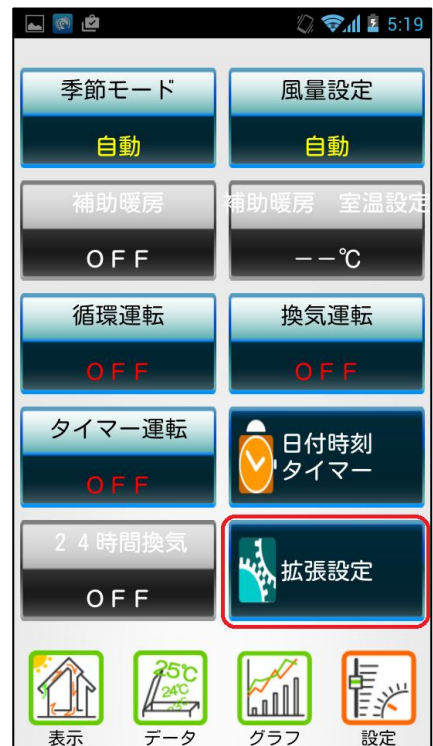 5:19
季節モード
風量設定
自動
自動
補助暖房
補助暖房 室温設定
OFF
--℃
循環運転
換気運転
OFF
OFF
タイマー運転
OFF
日付時刻
タイマー
24時間換気
OFF
拡張設定
25℃
24℃
表示
データ
グラフ
設定